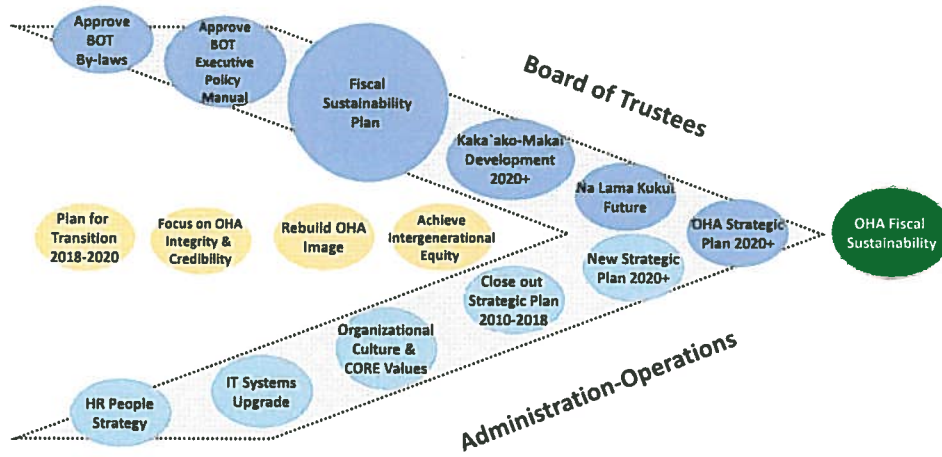 Approve
BOT
By-laws
Approve
BOT
Executive
Policy
Manual
Fiscal
Sustainability
Plan
Board of Trustees
Kaka`ako-Makai
Development
2020+
Na Lama Kukui
Future
OHA Strategic
Plan 2020+
OHA Fiscal
Sustainability
Plan for
Transition
2018-2020
Focus on OHA
Integrity &
Credibility
Rebuild OHA
Image
Achieve
Intergenerational
Equity
New Strategic
Plan 2020+
Close out
Strategic Plan
2010-2018
Organizational
Culture &
CORE Values
IT Systems
Upgrade
HR People
Strategy
Administration-Operations